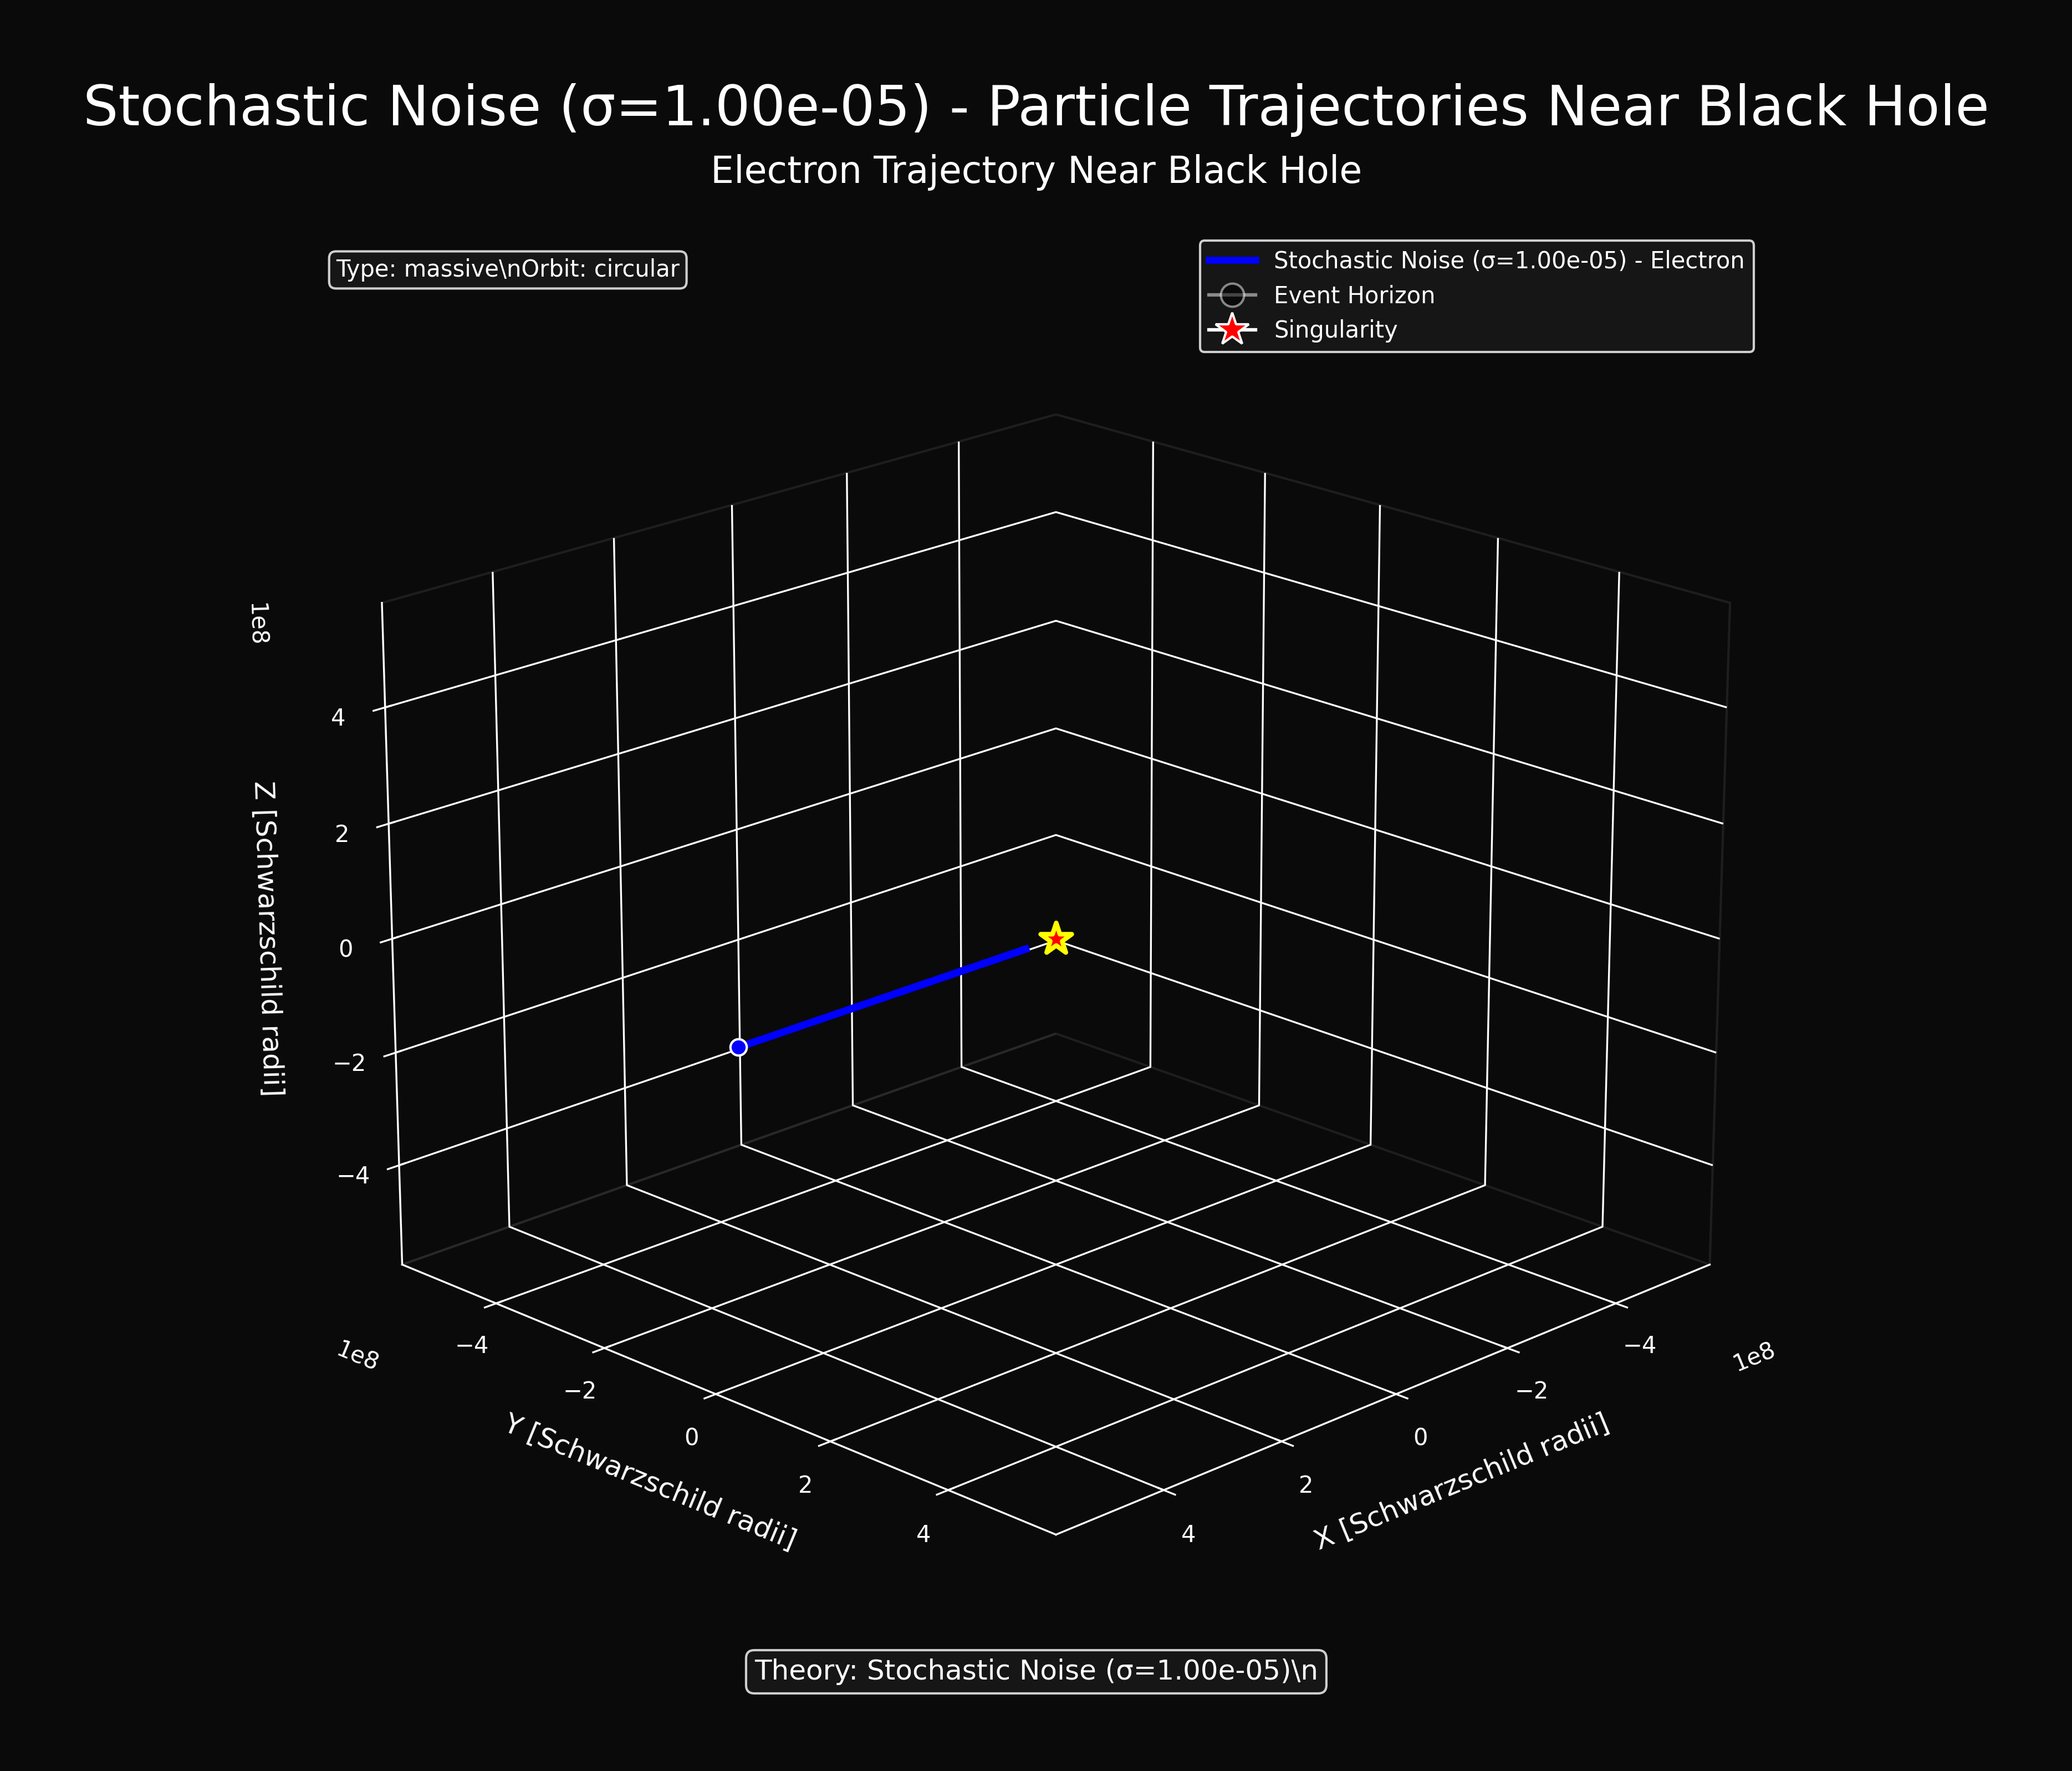 Stochastic Noise (σ=1.00e-05) - Particle Trajectories Near Black Hole
Electron Trajectory Near Black Hole
Type: massive\nOrbit: circular
Stochastic Noise (σ=1.00e-05) - Electron
Event Horizon
Singularity
1e8
4
2
0
−2
−4
Z [Schwarzschild radii]
1e8
−4
−2
0
2
4
Y [Schwarzschild radii]
4
2
0
−2
−4
1e8
X [Schwarzschild radii]
Theory: Stochastic Noise (σ=1.00e-05)\n